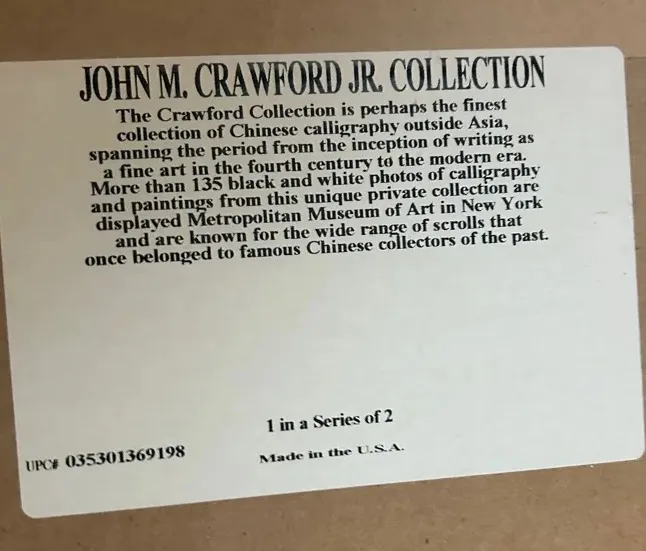 JOHN M. CRAWFORD JR. COLLECTION
The Crawford Collection is perhaps the finest
collection of Chinese calligraphy outside Asia,
spanning the period from the inception of writing as
a fine art in the fourth century to the modern era.
More than 135 black and white photos of calligraphy
and paintings from this unique private collection are
displayed Metropolitan Museum of Art in New York
and are known for the wide range of scrolls that
once belonged to famous Chinese collectors of the past.
1 in a Series of 2
UPC# 035301369198
Made in the U.S.A.